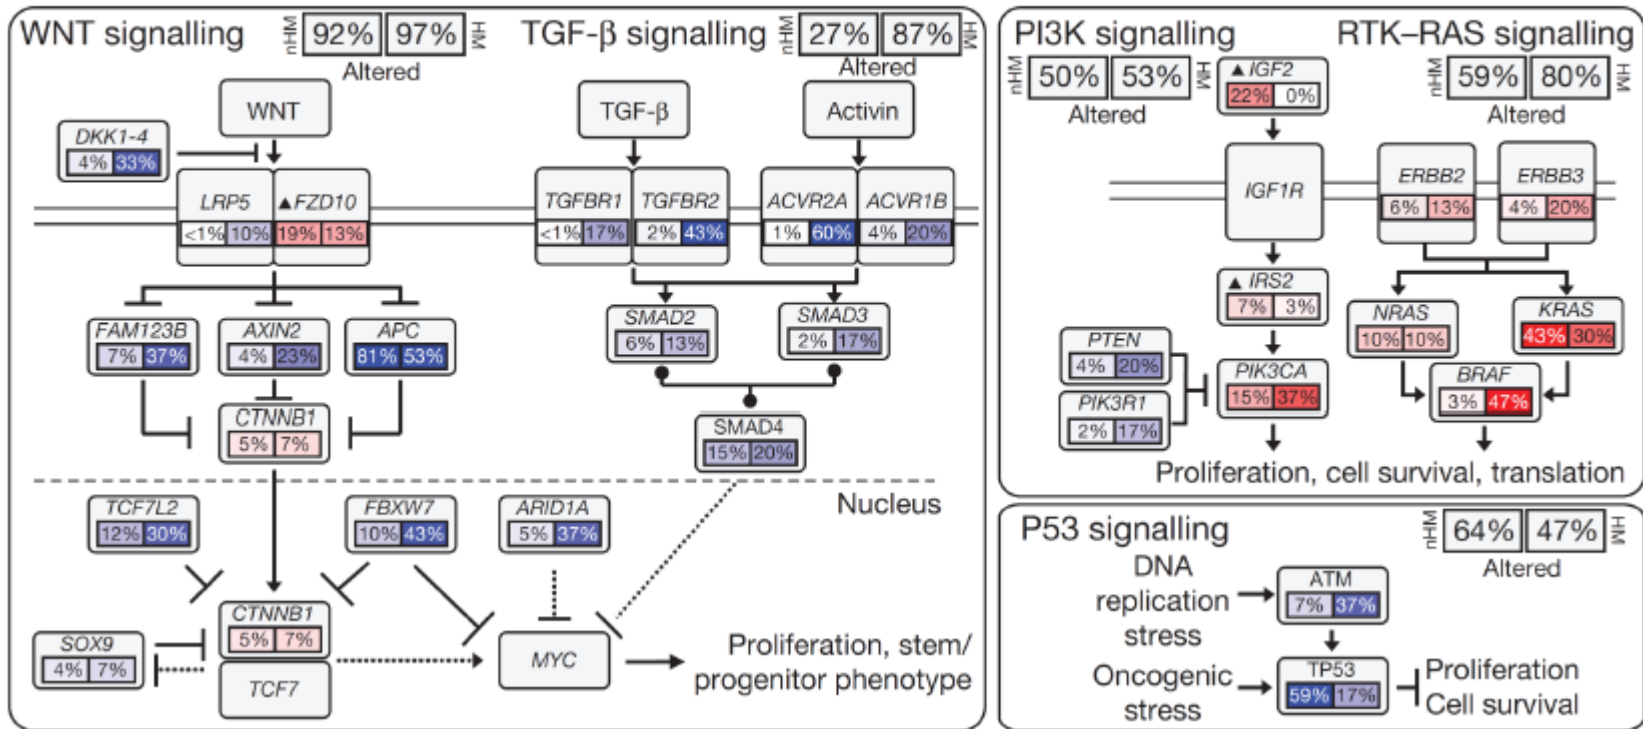 WNT signalling
nHM 92% 97% HM
Altered
TGF-β signalling
nHM 27% 87% HM
Altered
WNT
TGF-β
Activin
DKK1-4
4% 33%
LRP5 ▲FZD10
<1% 10% 19% 13%
TGFBR1 TGFBR2
<1% 17% 2% 43%
ACVR2A ACVR1B
1% 60% 4% 20%
FAM123B
7% 37%
AXIN2
4% 23%
APC
81% 53%
SMAD2
6% 13%
SMAD3
2% 17%
CTNNB1
5% 7%
SMAD4
15% 20%
Nucleus
TCF7L2
12% 30%
FBXW7
10% 43%
ARID1A
5% 37%
SOX9
4% 7%
CTNNB1
5% 7%
TCF7
MYC
Proliferation, stem/
progenitor phenotype
PI3K signalling
nHM 50% 53% HM
Altered
RTK–RAS signalling
nHM 59% 80% HM
Altered
▲IGF2
22% 0%
IGF1R
ERBB2
6% 13%
ERBB3
4% 20%
▲IRS2
7% 3%
NRAS
10% 10%
KRAS
43% 30%
PTEN
4% 20%
PIK3R1
2% 17%
PIK3CA
15% 37%
BRAF
3% 47%
Proliferation, cell survival, translation
P53 signalling
nHM 64% 47% HM
Altered
DNA
replication
stress
ATM
7% 37%
Oncogenic
stress
TP53
59% 17%
Proliferation
Cell survival